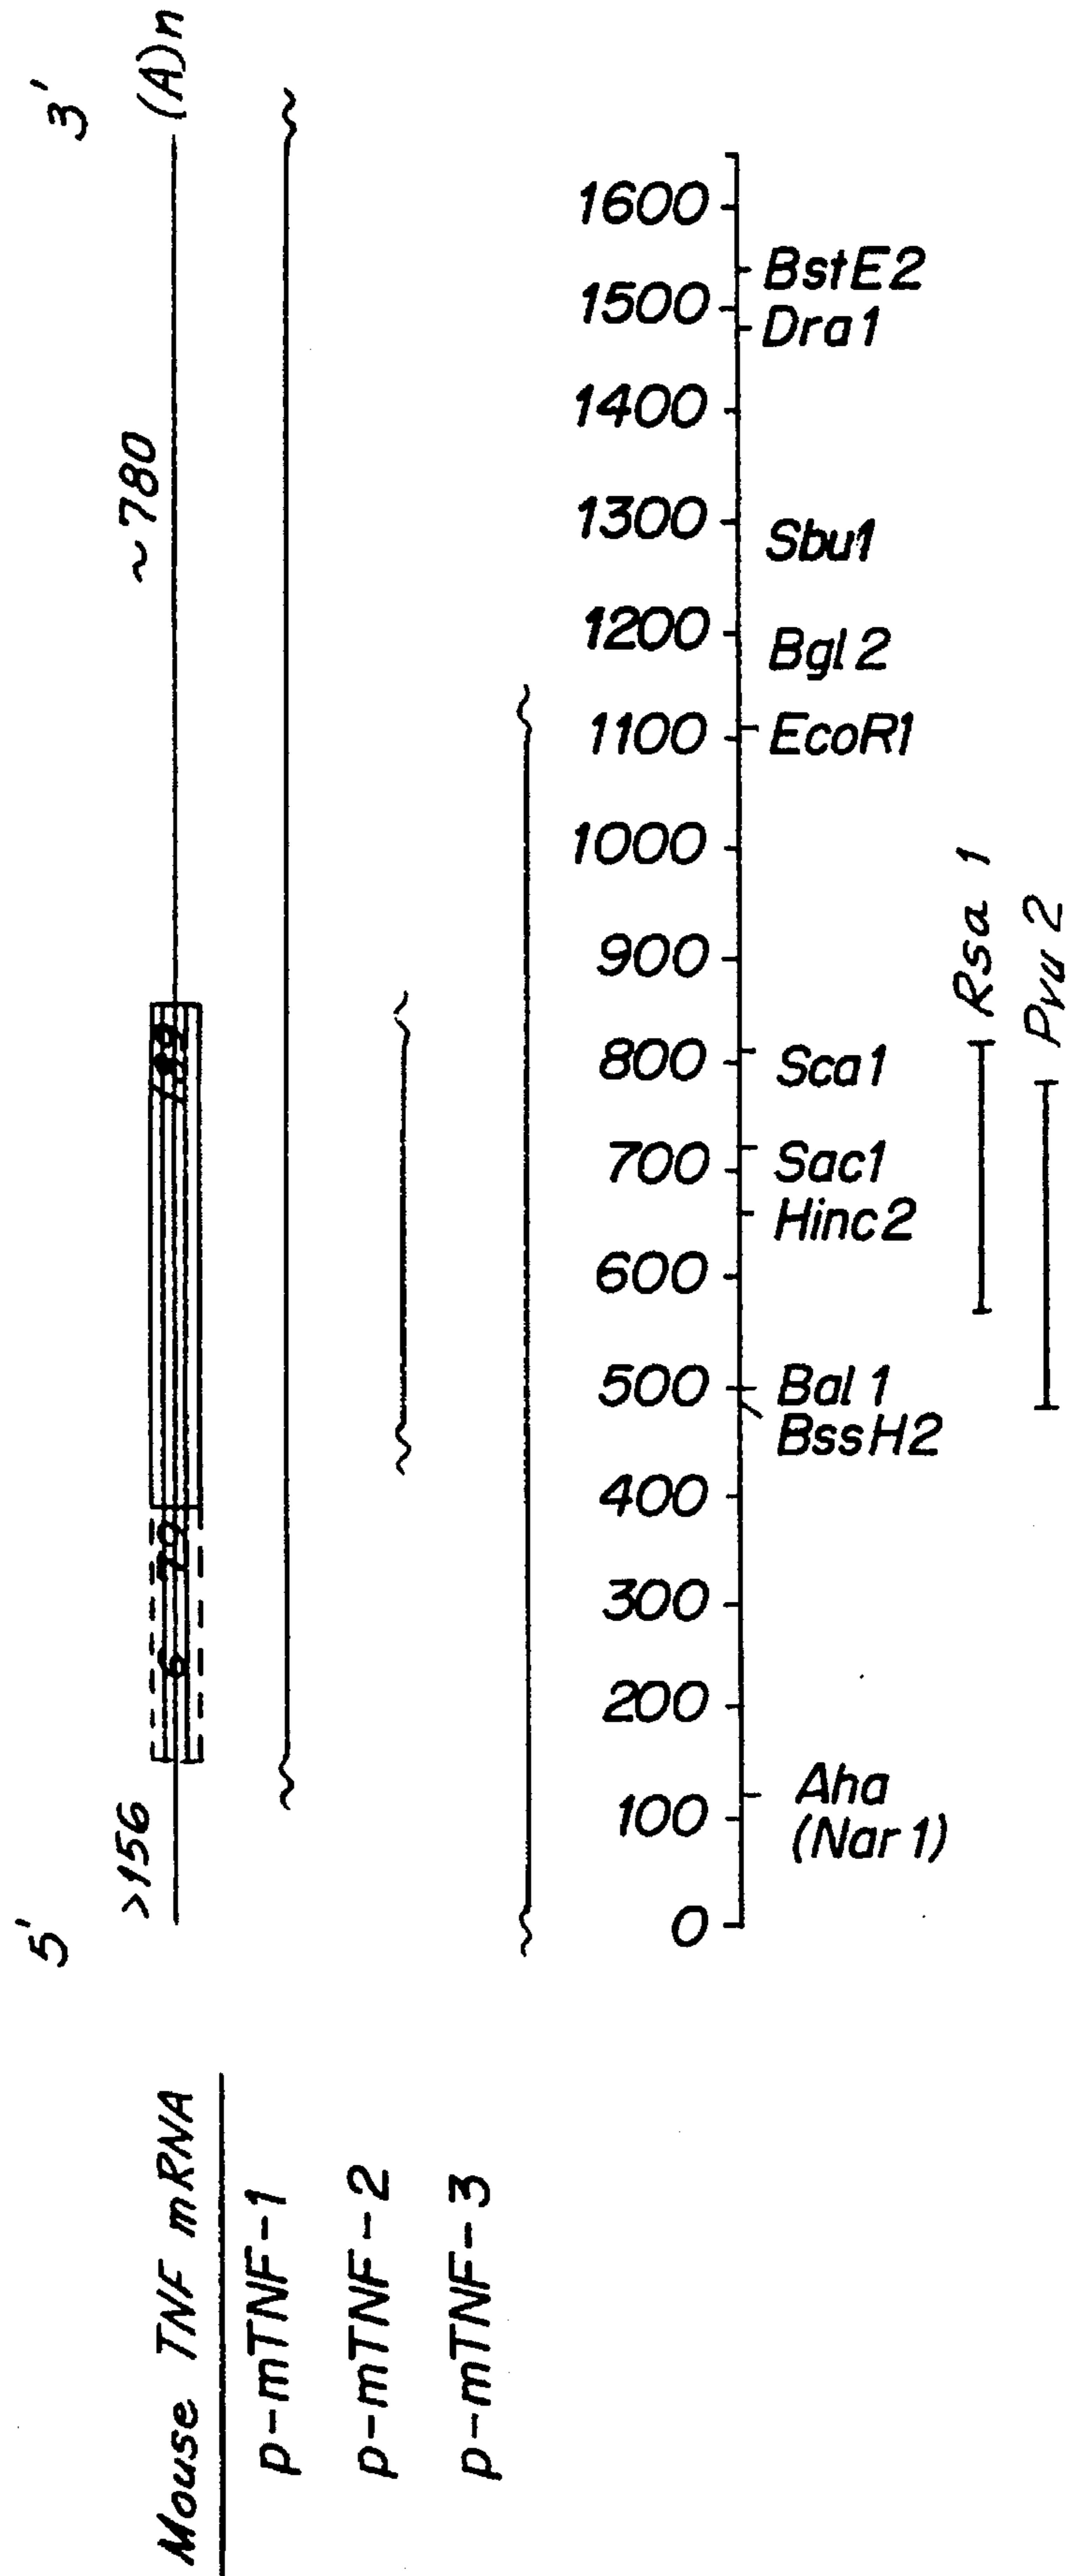 5'
3'
Mouse TNF mRNA
>156
~780
(A)n
79
p-mTNF-1
p-mTNF-2
p-mTNF-3
0
100
200
300
400
500
600
700
800
900
1000
1100
1200
1300
1400
1500
1600
Aha
(Nar1)
BssH2
Bal1
Hinc2
Sac1
Sca1
EcoR1
Bgl2
Sbu1
Dra1
BstE2
Rsa 1
Pvu 2